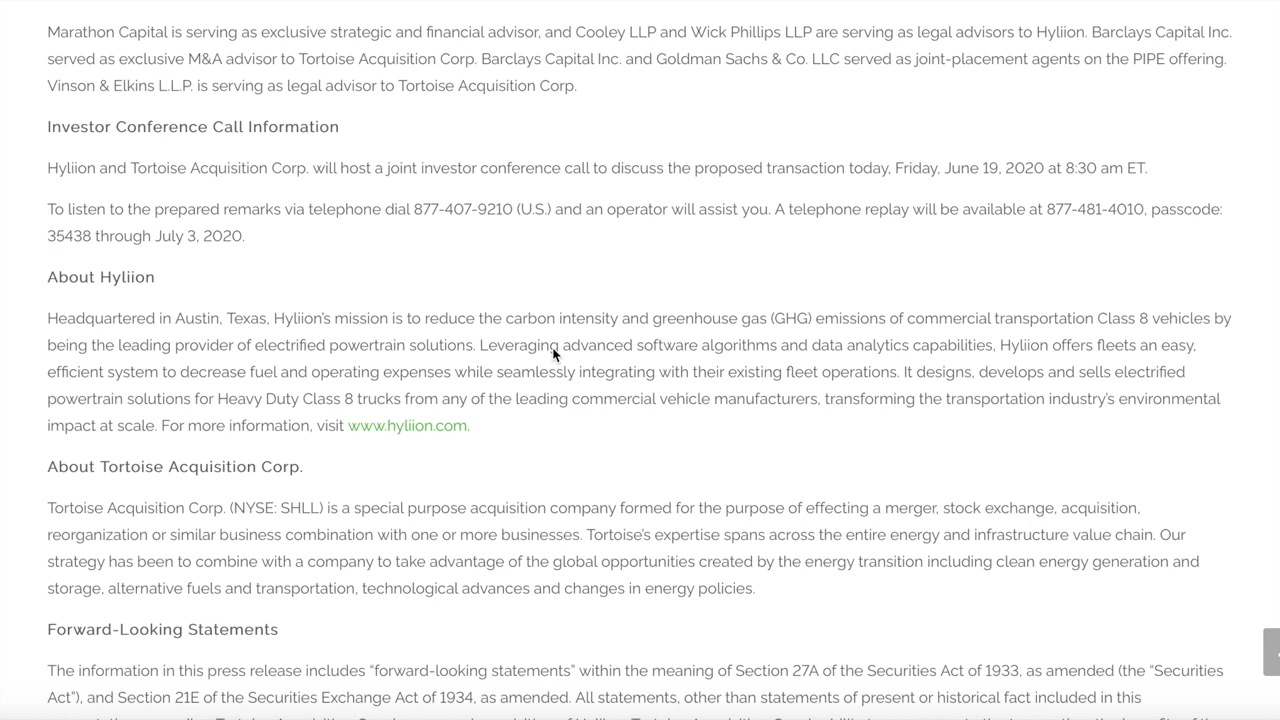 Marathon Capital is serving as exclusive strategic and financial advisor, and Cooley LLP and Wick Phillips LLP are serving as legal advisors to Hyliion. Barclays Capital Inc.
served as exclusive M&A advisor to Tortoise Acquisition Corp. Barclays Capital Inc. and Goldman Sachs & Co. LLC served as joint-placement agents on the PIPE offering.
Vinson & Elkins L.L.P. is serving as legal advisor to Tortoise Acquisition Corp.
Investor Conference Call Information
Hyliion and Tortoise Acquisition Corp. will host a joint investor conference call to discuss the proposed transaction today, Friday, June 19, 2020 at 8:30 am ET.
To listen to the prepared remarks via telephone dial 877-407-9210 (U.S.) and an operator will assist you. A telephone replay will be available at 877-481-4010, passcode:
35438 through July 3, 2020.
About Hyliion
Headquartered in Austin, Texas, Hyliion's mission is to reduce the carbon intensity and greenhouse gas (GHG) emissions of commercial transportation Class 8 vehicles by
being the leading provider of electrified powertrain solutions. Leveraging advanced software algorithms and data analytics capabilities, Hyliion offers fleets an easy,
efficient system to decrease fuel and operating expenses while seamlessly integrating with their existing fleet operations. It designs, develops and sells electrified
powertrain solutions for Heavy Duty Class 8 trucks from any of the leading commercial vehicle manufacturers, transforming the transportation industry's environmental
impact at scale. For more information, visit www.hyliion.com.
About Tortoise Acquisition Corp.
Tortoise Acquisition Corp. (NYSE: SHLL) is a special purpose acquisition company formed for the purpose of effecting a merger, stock exchange, acquisition,
reorganization or similar business combination with one or more businesses. Tortoise's expertise spans across the entire energy and infrastructure value chain. Our
strategy has been to combine with a company to take advantage of the global opportunities created by the energy transition including clean energy generation and
storage, alternative fuels and transportation, technological advances and changes in energy policies.
Forward-Looking Statements
The information in this press release includes “forward-looking statements” within the meaning of Section 27A of the Securities Act of 1933, as amended (the “Securities
Act”), and Section 21E of the Securities Exchange Act of 1934, as amended. All statements, other than statements of present or historical fact included in this